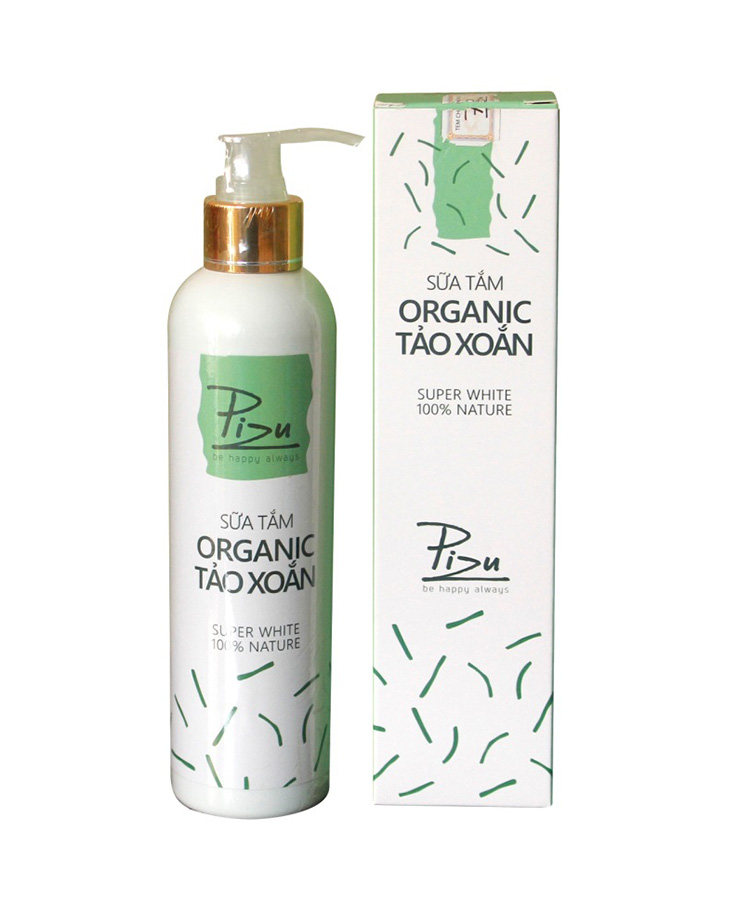 Pizu
be happy always
SỮA TẮM
ORGANIC
TẢO XOẮN
SUPER WHITE
100% NATURE
SỮA TẮM
ORGANIC
TẢO XOẮN
SUPER WHITE
100% NATURE
Pizu
be happy always